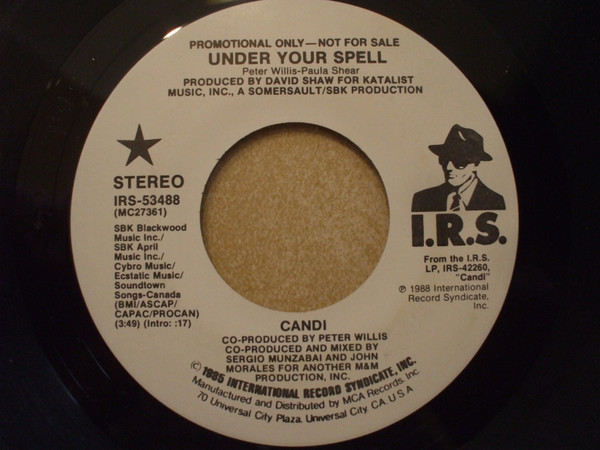 PROMOTIONAL ONLY—NOT FOR SALE
UNDER YOUR SPELL
Peter Willis-Paula Shear
PRODUCED BY DAVID SHAW FOR KATALIST
MUSIC, INC., A SOMERSAULT/SBK PRODUCTION
STEREO
IRS-53488
(MC27361)
SBK Blackwood
Music Inc./
SBK April
Music Inc./
Cybro Music/
Ecstatic Music/
Soundtown
Songs-Canada
(BMI/ASCAP/
CAPAC/PROCAN)
(3:49) (Intro: :17)
I.R.S.
From the I.R.S.
LP, IRS-42260,
"Candi"
℗ 1988 International
Record Syndicate,
Inc.
CANDI
CO-PRODUCED BY PETER WILLIS
CO-PRODUCED AND MIXED BY
SERGIO MUNZABAI AND JOHN
MORALES FOR ANOTHER M&M
PRODUCTION, INC.
© 1985 INTERNATIONAL RECORD SYNDICATE, INC.
Manufactured and Distributed by MCA Records, Inc.
70 Universal City Plaza, Universal City CA. U S A